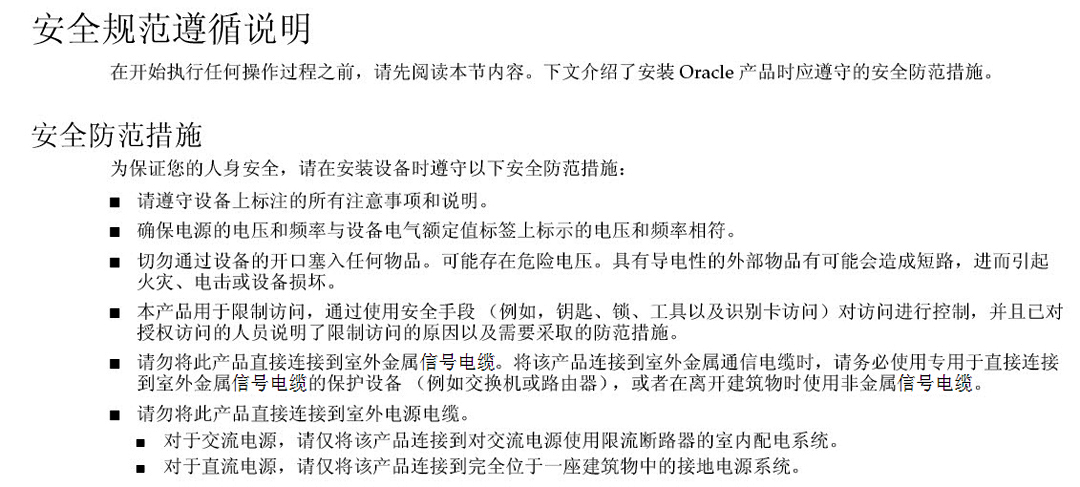 安全规范遵循说明
在开始执行任何操作过程之前，请先阅读本节内容。下文介绍了安装 Oracle 产品时应遵守的安全防范措施。
安全防范措施
为保证您的人身安全，请在安装设备时遵守以下安全防范措施：
■ 请遵守设备上标注的所有注意事项和说明。
■ 确保电源的电压和频率与设备电气额定值标签上标示的电压和频率相符。
■ 切勿通过设备的开口塞入任何物品。可能存在危险电压。具有导电性的外部物品有可能会造成短路，进而引起
火灾、电击或设备损坏。
■ 本产品用于限制访问，通过使用安全手段 （例如，钥匙、锁、工具以及识别卡访问）对访问进行控制，并且已对
授权访问的人员说明了限制访问的原因以及需要采取的防范措施。
■ 请勿将此产品直接连接到室外金属信号电缆。将该产品连接到室外金属通信电缆时，请务必使用专用于直接连接
到室外金属信号电缆的保护设备 （例如交换机或路由器），或者在离开建筑物时使用非金属信号电缆。
■ 请勿将此产品直接连接到室外电源电缆。
■ 对于交流电源，请仅将该产品连接到对交流电源使用限流断路器的室内配电系统。
■ 对于直流电源，请仅将该产品连接到完全位于一座建筑物中的接地电源系统。